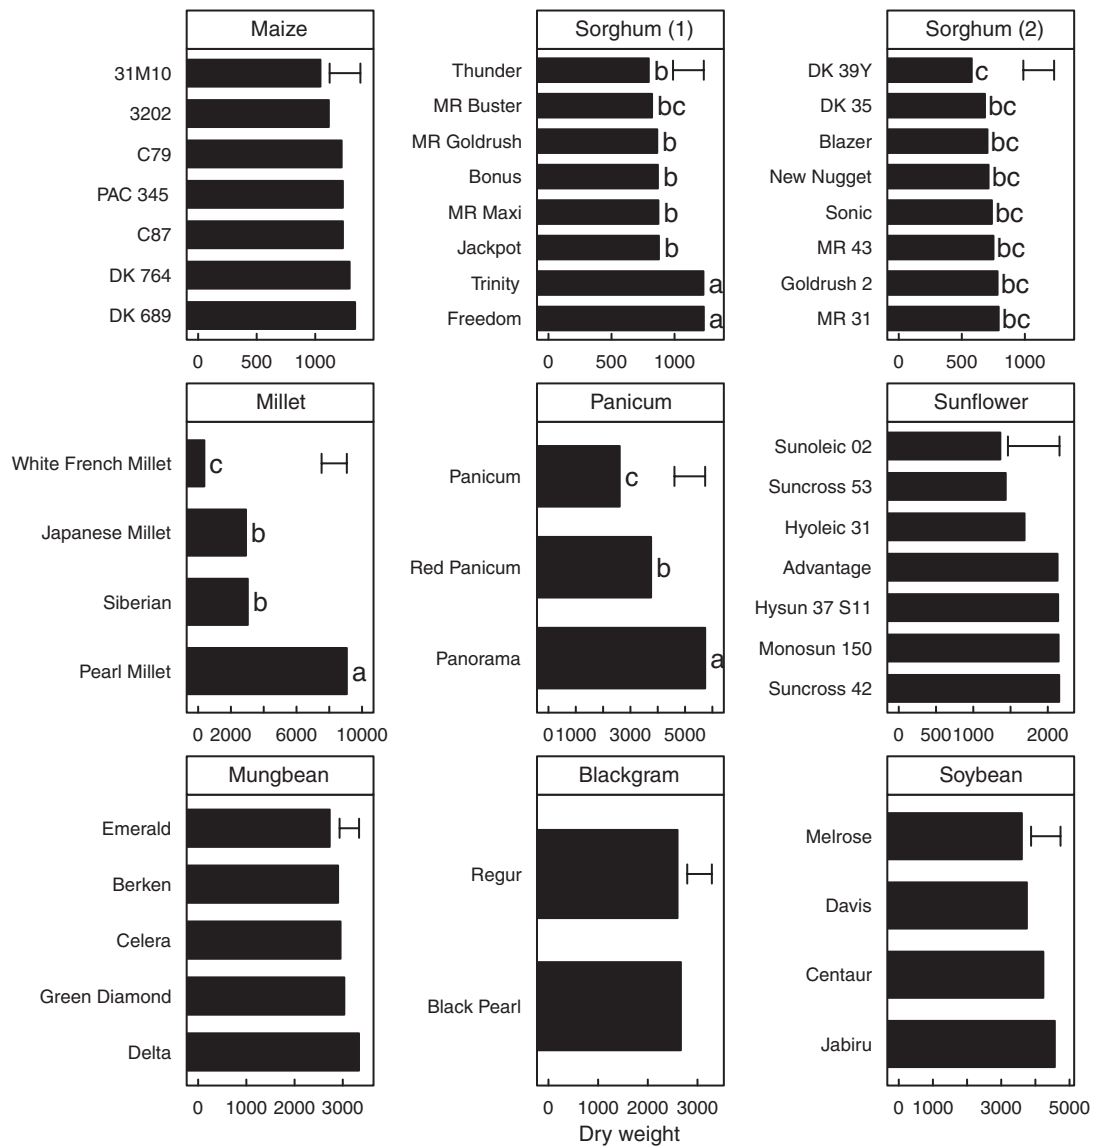 Maize
31M10
3202
C79
PAC 345
C87
DK 764
DK 689
0 500 1000
Sorghum (1)
Thunder b
MR Buster bc
MR Goldrush b
Bonus b
MR Maxi b
Jackpot b
Trinity a
Freedom a
0 500 1000
Sorghum (2)
DK 39Y c
DK 35 bc
Blazer bc
New Nugget bc
Sonic bc
MR 43 bc
Goldrush 2 bc
MR 31 bc
0 500 1000
Millet
White French Millet c
Japanese Millet b
Siberian b
Pearl Millet a
0 2000 6000 10000
Panicum
Panicum c
Red Panicum b
Panorama a
0 1000 3000 5000
Sunflower
Sunoleic 02
Suncross 53
Hyoleic 31
Advantage
Hysun 37 S11
Monosun 150
Suncross 42
0 500 1000 2000
Mungbean
Emerald
Berken
Celera
Green Diamond
Delta
0 1000 2000 3000
Blackgram
Regur
Black Pearl
0 1000 2000 3000
Dry weight
Soybean
Melrose
Davis
Centaur
Jabiru
0 1000 3000 5000